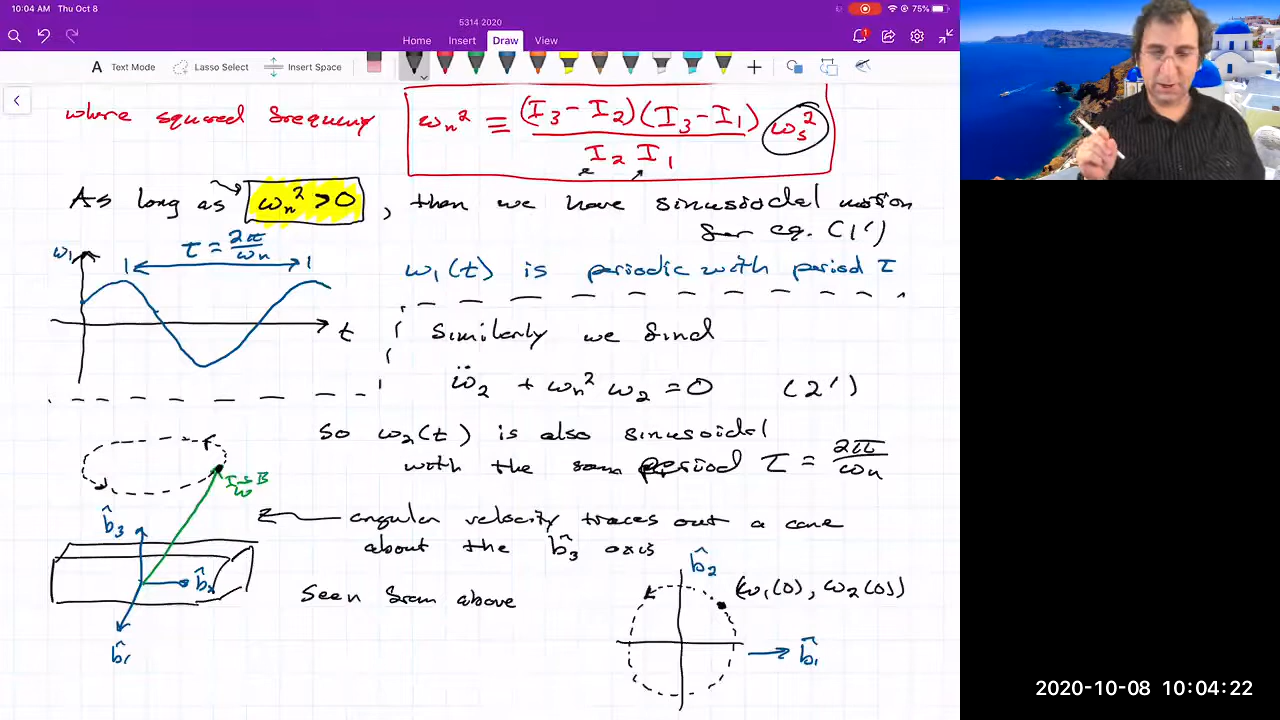 10:04 AM Thu Oct 8
75%
5314 2020
Home Insert Draw View
1
A Text Mode Lasso Select Insert Space
where squared frequency ωn² ≡ (I3 − I2)(I3 − I1) ωs²
I2 I1
As long as ωn² > 0, then we have sinusoidal motion
for eq. (1')
ω1 τ = 2π/ωn
t
ω1(t) is periodic with period τ
Similarly we find
ω̈2 + ωn² ω2 = 0 (2')
So ω2(t) is also sinusoidal
with the same period τ = 2π/ωn
I B
ω
angular velocity traces out a cone
about the b̂3 axis
b̂3
b̂2
b̂1
Seen from above
b̂2
(ω1(0), ω2(0))
b̂1
2020-10-08 10:04:22